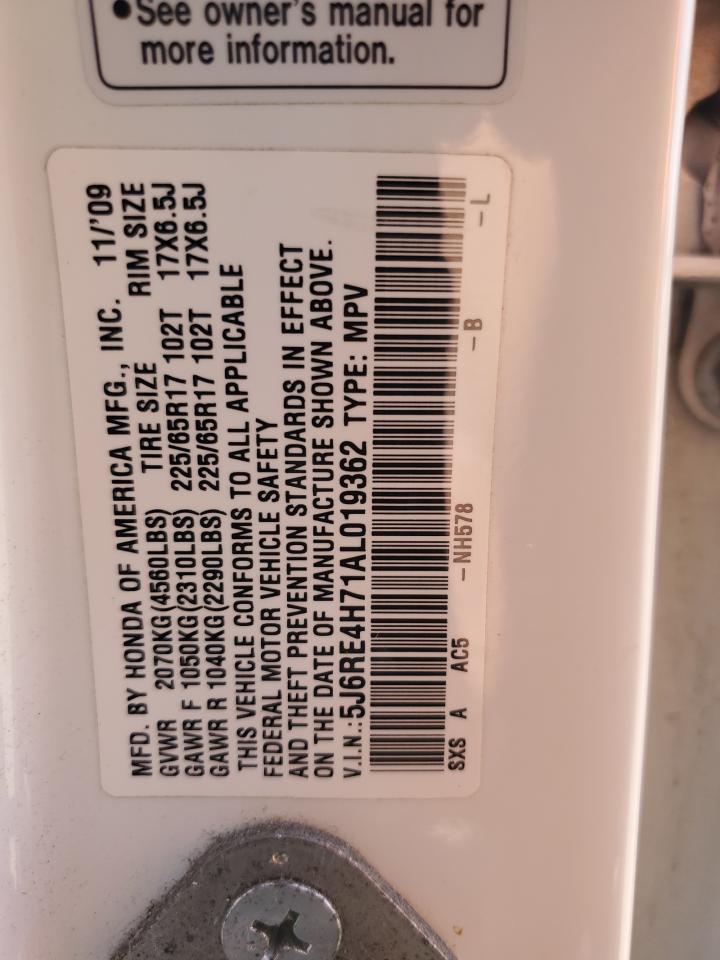 ●See owner's manual for
more information.
MFD. BY HONDA OF AMERICA MFG., INC. 11/'09
GVWR 2070KG(4560LBS) TIRE SIZE RIM SIZE
GAWR F 1050KG(2310LBS) 225/65R17 102T 17X6.5J
GAWR R 1040KG(2290LBS) 225/65R17 102T 17X6.5J
THIS VEHICLE CONFORMS TO ALL APPLICABLE
FEDERAL MOTOR VEHICLE SAFETY
AND THEFT PREVENTION STANDARDS IN EFFECT
ON THE DATE OF MANUFACTURE SHOWN ABOVE.
V.I.N.:5J6RE4H71AL019362 TYPE: MPV
SXS A AC5 -NH578 -B -L